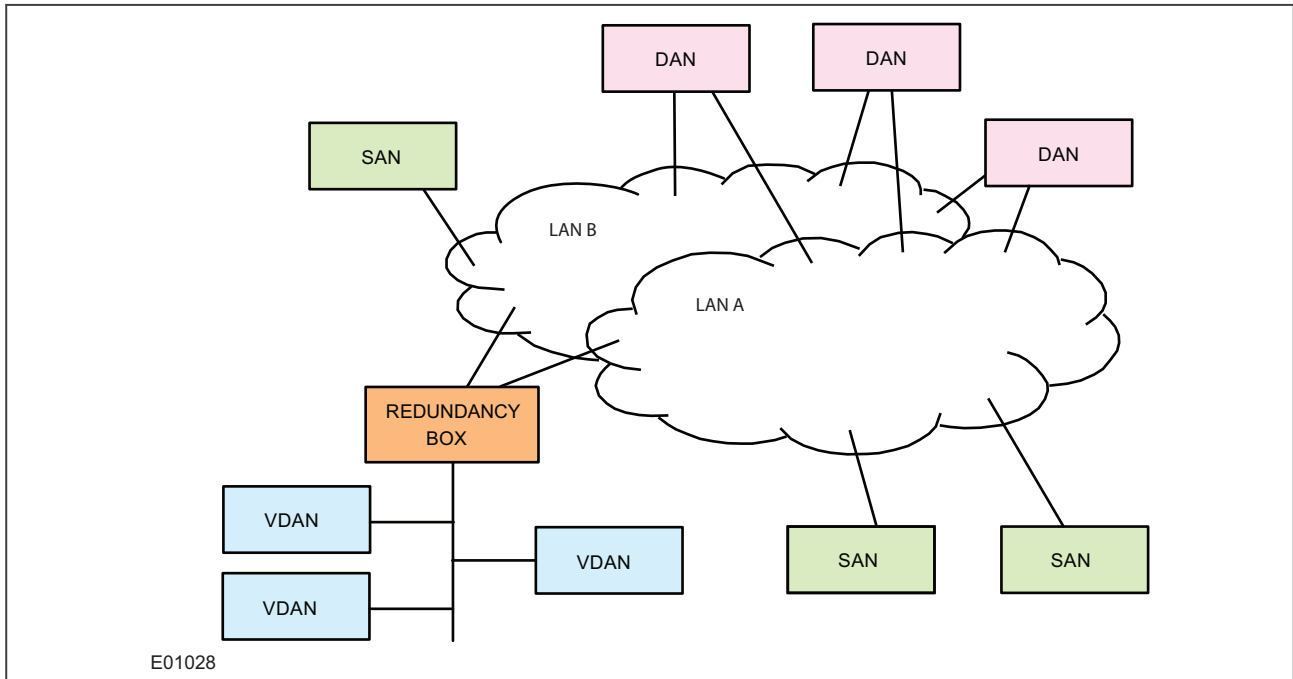 DAN
DAN
SAN
DAN
LAN B
LAN A
REDUNDANCY
BOX
VDAN
VDAN
SAN
SAN
VDAN
E01028